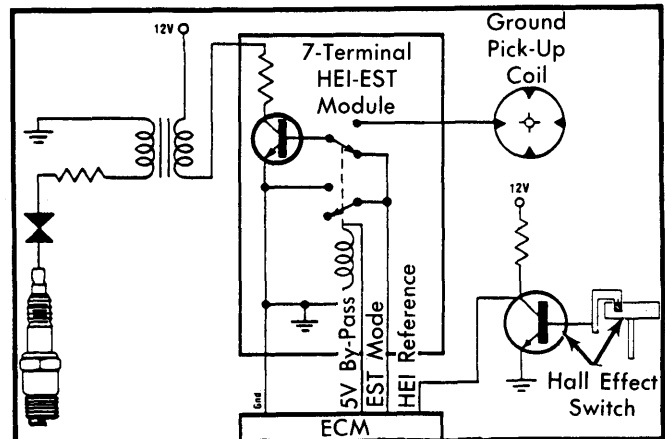 12V
7-Terminal
HEI-EST
Module
Ground
Pick-Up
Coil
12V
5V By-Pass
EST Mode
HEI Reference
Gnd
Hall Effect
Switch
ECM